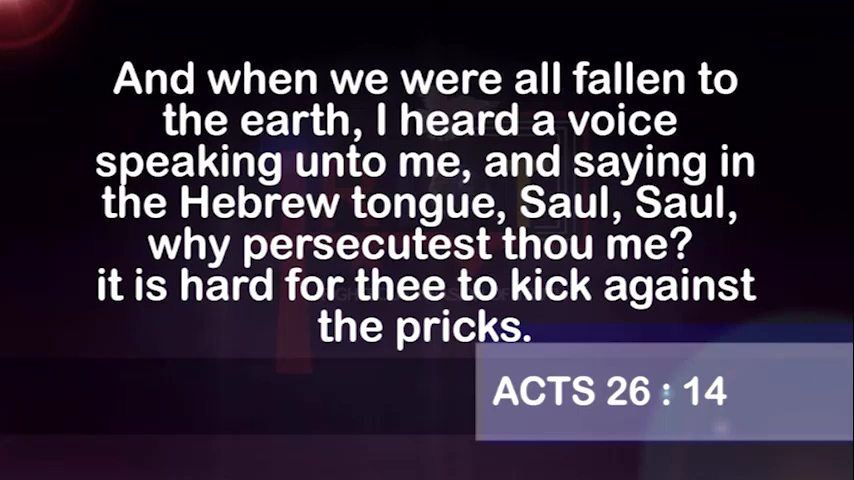 And when we were all fallen to
the earth, I heard a voice
speaking unto me, and saying in
the Hebrew tongue, Saul, Saul,
why persecutest thou me?
it is hard for thee to kick against
the pricks.
ACTS 26 : 14